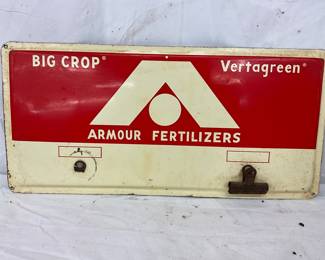 BIG CROP® Vertagreen®
ARMOUR FERTILIZERS